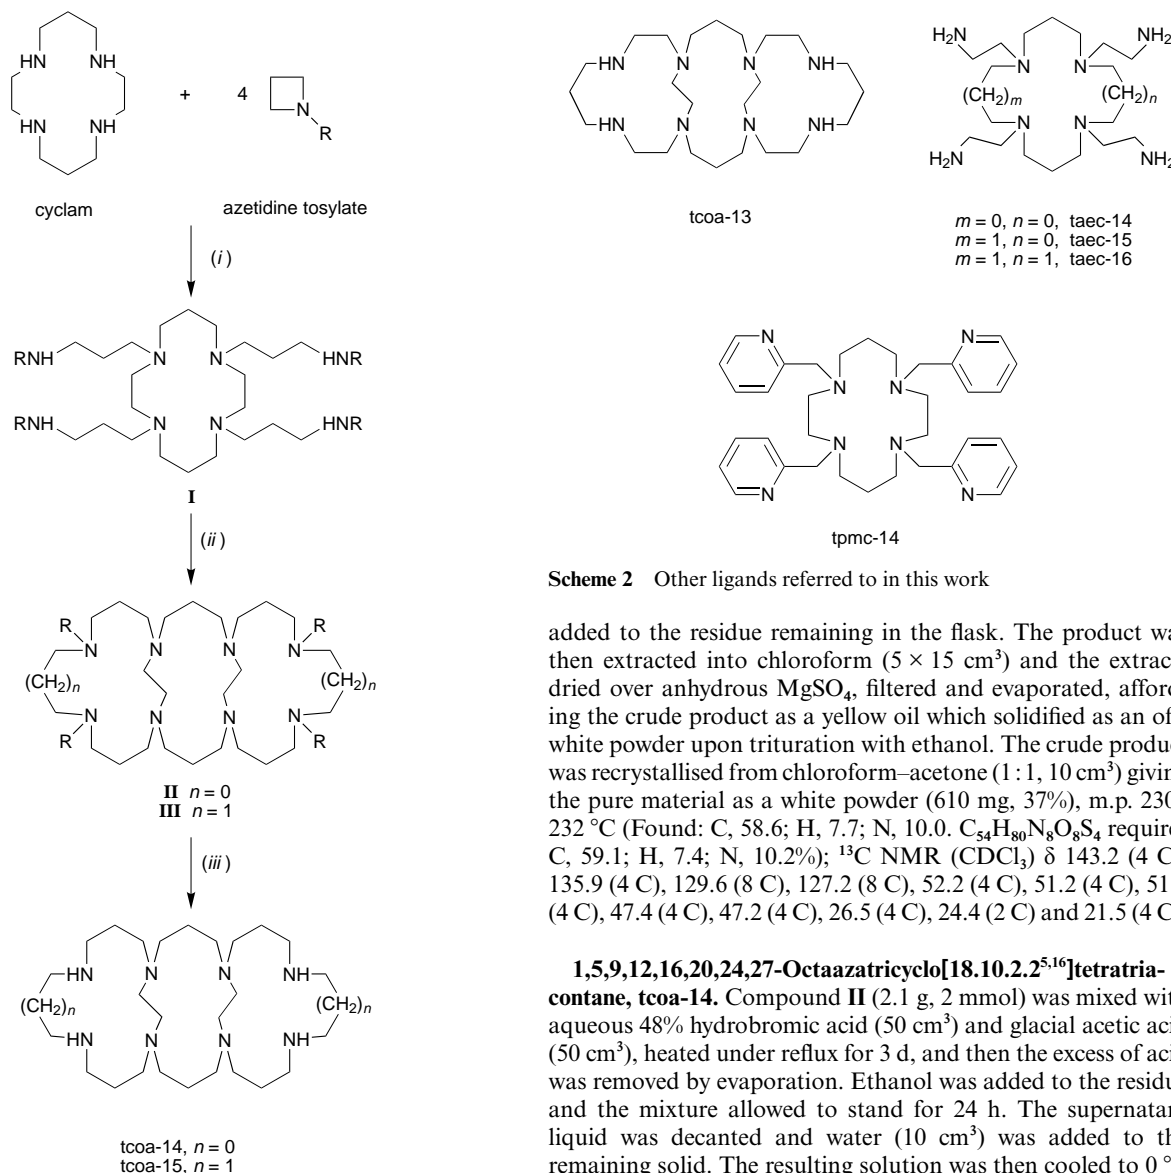 HN
NH
HN
NH
+
4
N
R
cyclam
azetidine tosylate
(i)
RNH
N
N
HNR
RNH
N
N
HNR
I
(ii)
R
R
N
N
N
N
(CH₂)ₙ
(CH₂)ₙ
N
N
N
N
R
R
II n = 0
III n = 1
(iii)
HN
N
N
HN
(CH₂)ₙ
(CH₂)ₙ
HN
N
N
HN
tcoa-14, n = 0
tcoa-15, n = 1
HN
N
N
NH
HN
N
N
NH
tcoa-13
H₂N
NH₂
N
N
(CH₂)ₘ
(CH₂)ₙ
N
N
H₂N
NH₂
m = 0, n = 0, taec-14
m = 1, n = 0, taec-15
m = 1, n = 1, taec-16
N
N
N
N
N
N
N
N
tpmc-14
Scheme 2 Other ligands referred to in this work
added to the residue remaining in the flask. The product wa
then extracted into chloroform (5 × 15 cm³) and the extrac
dried over anhydrous MgSO₄, filtered and evaporated, affor
ing the crude product as a yellow oil which solidified as an of
white powder upon trituration with ethanol. The crude produc
was recrystallised from chloroform–acetone (1 : 1, 10 cm³) givin
the pure material as a white powder (610 mg, 37%), m.p. 230
232 °C (Found: C, 58.6; H, 7.7; N, 10.0. C₅₄H₈₀N₈O₈S₄ require
C, 59.1; H, 7.4; N, 10.2%); ¹³C NMR (CDCl₃) δ 143.2 (4 C
135.9 (4 C), 129.6 (8 C), 127.2 (8 C), 52.2 (4 C), 51.2 (4 C), 51.
(4 C), 47.4 (4 C), 47.2 (4 C), 26.5 (4 C), 24.4 (2 C) and 21.5 (4 C
1,5,9,12,16,20,24,27-Octaazatricyclo[18.10.2.2⁵,¹⁶]tetratria-
contane, tcoa-14. Compound II (2.1 g, 2 mmol) was mixed wit
aqueous 48% hydrobromic acid (50 cm³) and glacial acetic aci
(50 cm³), heated under reflux for 3 d, and then the excess of aci
was removed by evaporation. Ethanol was added to the residu
and the mixture allowed to stand for 24 h. The supernatan
liquid was decanted and water (10 cm³) was added to th
remaining solid. The resulting solution was then cooled to 0 °